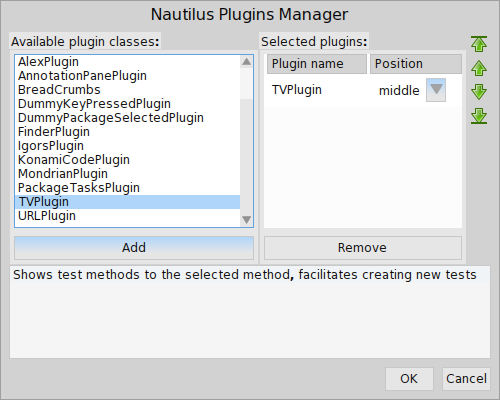 Nautilus Plugins Manager
Available plugin classes:
AlexPlugin
AnnotationPanePlugin
BreadCrumbs
DummyKeyPressedPlugin
DummyPackageSelectedPlugin
FinderPlugin
IgorsPlugin
KonamiCodePlugin
MondrianPlugin
PackageTasksPlugin
TVPlugin
URLPlugin
Add
Selected plugins:
Plugin name Position
TVPlugin middle
Remove
Shows test methods to the selected method, facilitates creating new tests
OK Cancel